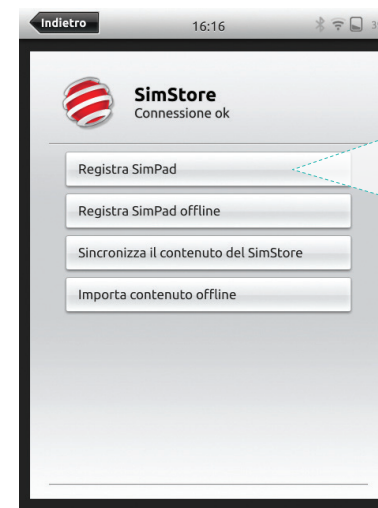 Indietro
16:16
SimStore
Connessione ok
Registra SimPad
Registra SimPad offline
Sincronizza il contenuto del SimStore
Importa contenuto offline